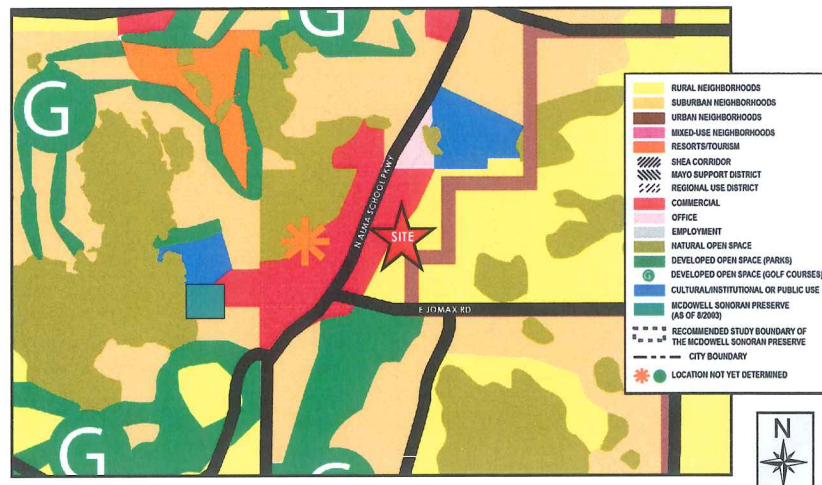 G
G
N ALMA SCHOOL PKWY
SITE
E JOMAX RD
G
G
RURAL NEIGHBORHOODS
SUBURBAN NEIGHBORHOODS
URBAN NEIGHBORHOODS
MIXED-USE NEIGHBORHOODS
RESORTS/TOURISM
SHEA CORRIDOR
MAYO SUPPORT DISTRICT
REGIONAL USE DISTRICT
COMMERCIAL
OFFICE
EMPLOYMENT
NATURAL OPEN SPACE
DEVELOPED OPEN SPACE (PARKS)
G DEVELOPED OPEN SPACE (GOLF COURSES)
CULTURAL/INSTITUTIONAL OR PUBLIC USE
MCDOWELL SONORAN PRESERVE
(AS OF 8/2003)
RECOMMENDED STUDY BOUNDARY OF
THE MCDOWELL SONORAN PRESERVE
CITY BOUNDARY
LOCATION NOT YET DETERMINED
N